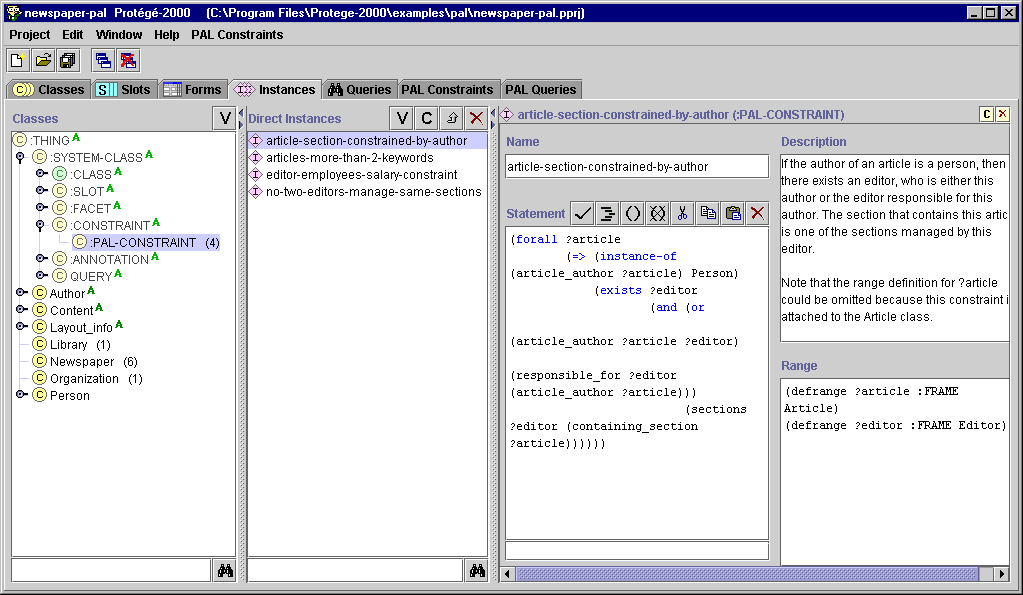 newspaper-pal Protégé-2000 (C:\Program Files\Protege-2000\examples\pal\newspaper-pal.pprj)
Project Edit Window Help PAL Constraints
C Classes S Slots Forms I Instances Queries PAL Constraints PAL Queries
Classes V
C :THING A
C :SYSTEM-CLASS A
C :CLASS A
C :SLOT A
C :FACET A
C :CONSTRAINT A
C :PAL-CONSTRAINT (4)
C :ANNOTATION A
C QUERY A
C Author A
C Content A
C Layout_info A
C Library (1)
C Newspaper (6)
C Organization (1)
C Person
Direct Instances V C
I article-section-constrained-by-author
I articles-more-than-2-keywords
I editor-employees-salary-constraint
I no-two-editors-manage-same-sections
I article-section-constrained-by-author (:PAL-CONSTRAINT) C
Name
article-section-constrained-by-author
Statement
(forall ?article
(=> (instance-of
(article_author ?article) Person)
(exists ?editor
(and (or
(article_author ?article ?editor)
(responsible_for ?editor
(article_author ?article)))
(sections
?editor (containing_section
?article))))))
Description
If the author of an article is a person, then
there exists an editor, who is either this
author or the editor responsible for this
author. The section that contains this artic
is one of the sections managed by this
editor.
Note that the range definition for ?article
could be omitted because this constraint i
attached to the Article class.
Range
(defrange ?article :FRAME
Article)
(defrange ?editor :FRAME Editor)